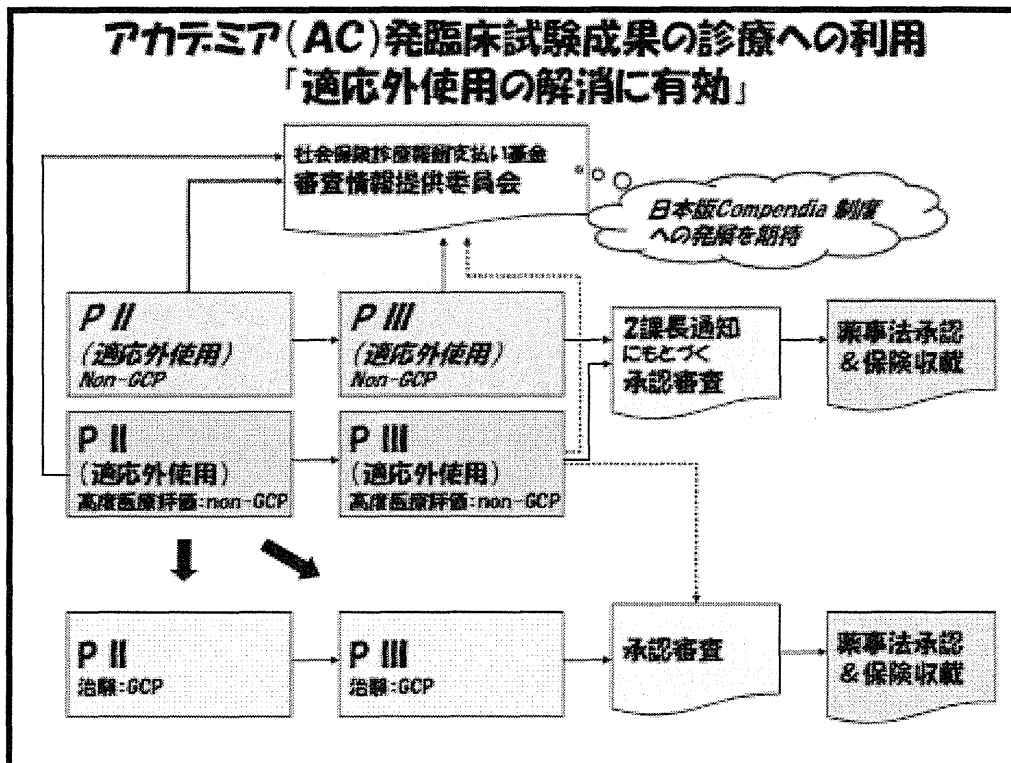 アカデミア(AC)発臨床試験成果の診療への利用
「適応外使用の解消に有効」
社会保険診療報酬支払い基金
審査情報提供委員会
日本版Compendia 制度
への発展を期待
P II
(適応外使用)
Non-GCP
P III
(適応外使用)
Non-GCP
2課長通知
にもとづく
承認審査
薬事法承認
&保険収載
P II
(適応外使用)
高度医療評価:non-GCP
P III
(適応外使用)
高度医療評価:non-GCP
P II
治験:GCP
P III
治験:GCP
承認審査
薬事法承認
&保険収載